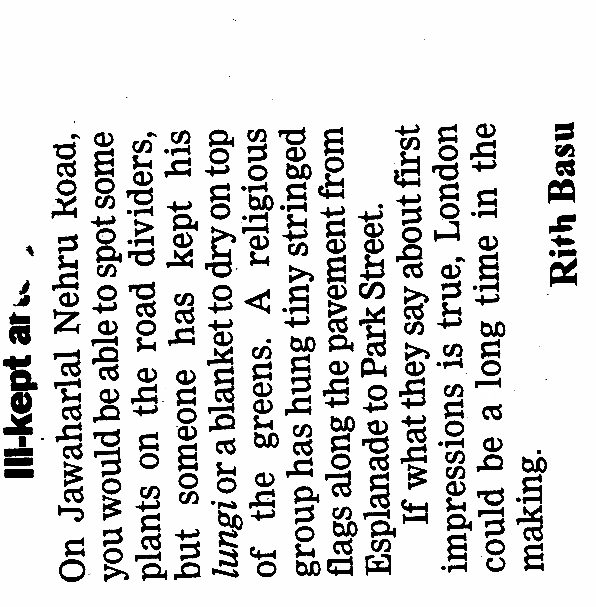 Ill-kept
On Jawaharlal Nehru Road,
you would be able to spot some
plants on the road dividers,
but someone has kept his
lungi or a blanket to dry on top
of the greens. A religious
group has hung tiny stringed
flags along the pavement from
Esplanade to Park Street.
If what they say about first
impressions is true, London
could be a long time in the
making.
Rith Basu